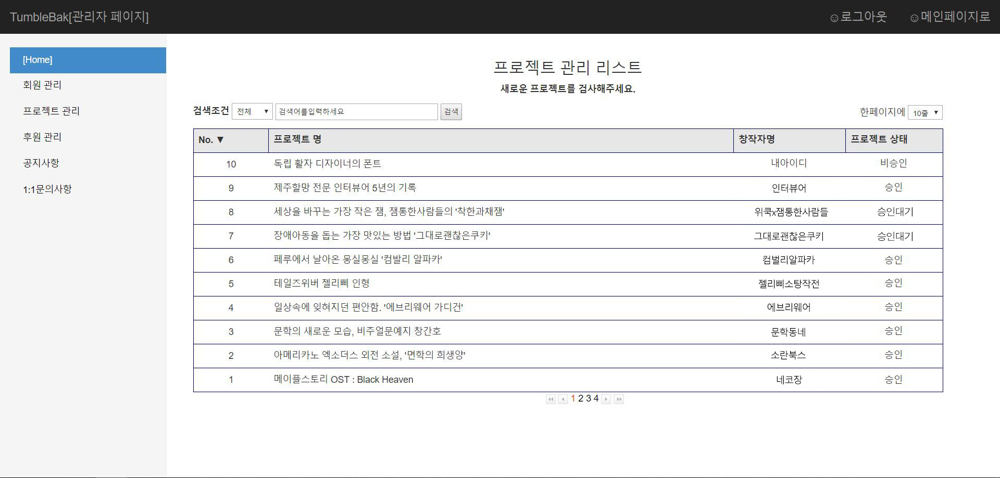 TumbleBak[관리자 페이지] ☺로그아웃 ☺메인페이지로
[Home]
회원 관리
프로젝트 관리
후원 관리
공지사항
1:1문의사항
프로젝트 관리 리스트
새로운 프로젝트를 검사해주세요.
검색조건 전체 ▼ 검색어를입력하세요 검색 한페이지에 10줄 ▼
No. ▼ 프로젝트 명 창작자명 프로젝트 상태
10 독립 활자 디자이너의 폰트 내아이디 비승인
9 제주할망 전문 인터뷰어 5년의 기록 인터뷰어 승인
8 세상을 바꾸는 가장 작은 잼, 잼통한사람들의 '착한과채잼' 위쿡x잼통한사람들 승인대기
7 장애아동을 돕는 가장 맛있는 방법 '그대로괜찮은쿠키' 그대로괜찮은쿠키 승인대기
6 페루에서 날아온 몽실몽실 '컴발리 알파카' 컴벌리알파카 승인
5 테일즈위버 젤리삐 인형 젤리삐소탕작전 승인
4 일상속에 잊혀지던 편안함. '에브리웨어 가디건' 에브리웨어 승인
3 문학의 새로운 모습, 비주얼문예지 창간호 문학동네 승인
2 아메리카노 엑소더스 외전 소설, '면학의 희생양' 소란북스 승인
1 메이플스토리 OST : Black Heaven 네코장 승인
1 2 3 4